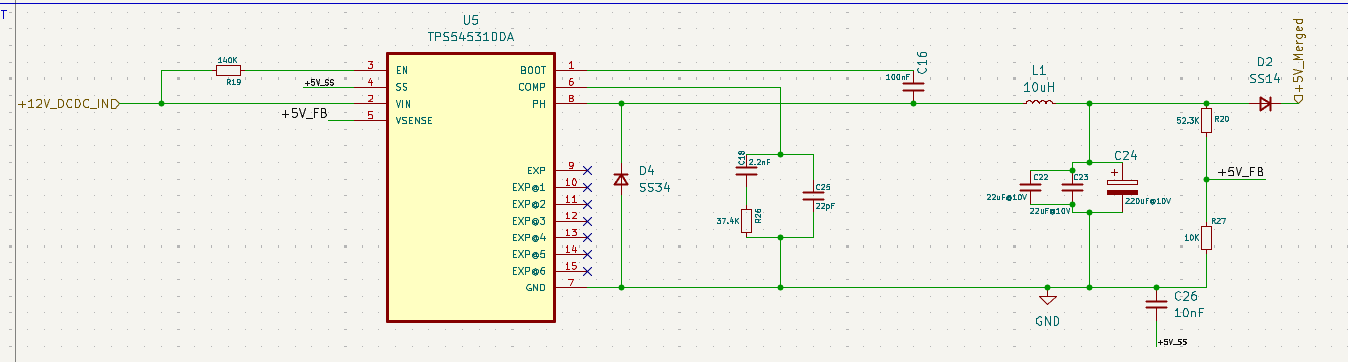 T
U5
TPS54531DDA
140K
R19
+5V_SS
+12V_DCDC_IN
+5V_FB
3
4
2
5
EN
SS
VIN
VSENSE
BOOT
COMP
PH
EXP
EXP@1
EXP@2
EXP@3
EXP@4
EXP@5
EXP@6
GND
1
6
8
9
10
11
12
13
14
15
7
D4
SS34
C18
2.2nF
37.4K
R26
C25
22pF
100nF
C16
L1
10uH
C22
22uF@10V
C23
22uF@10V
C24
+
220uF@10V
D2
SS14
+5V_Merged
52.3K
R20
+5V_FB
R27
10K
GND
C26
10nF
+5V_SS